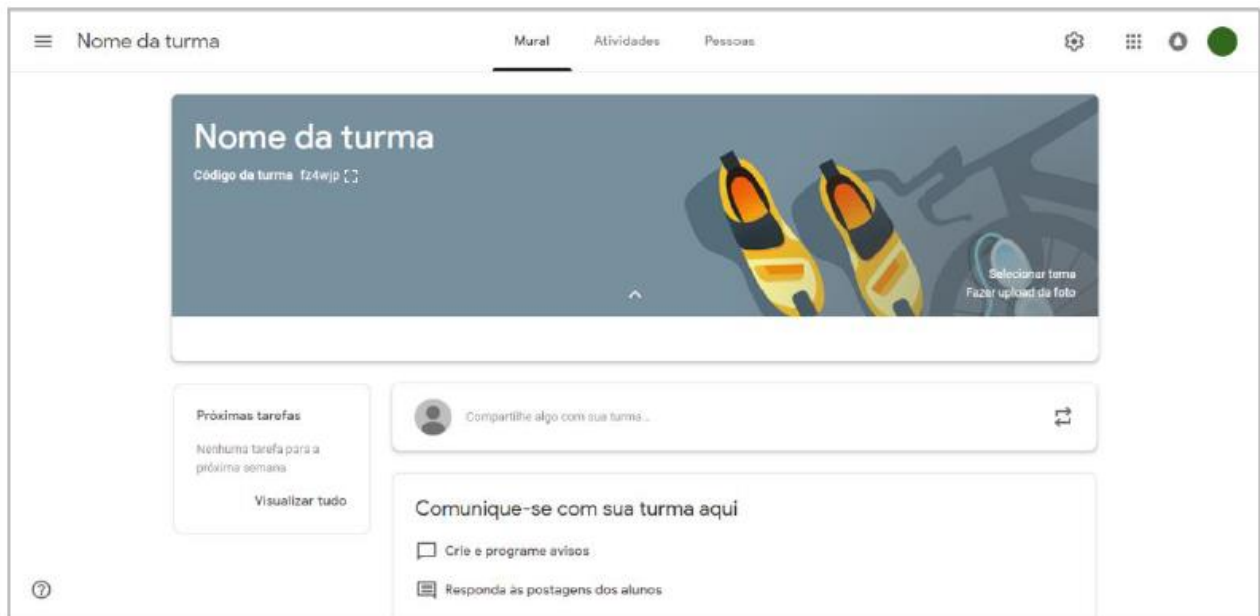 Nome da turma
Mural
Atividades
Pessoas
Nome da turma
Código da turma fz4wjp
Selecionar tema
Fazer upload da foto
Próximas tarefas
Nenhuma tarefa para a
próxima semana
Visualizar tudo
Compartilhe algo com sua turma...
Comunique-se com sua turma aqui
Crie e programe avisos
Responda às postagens dos alunos